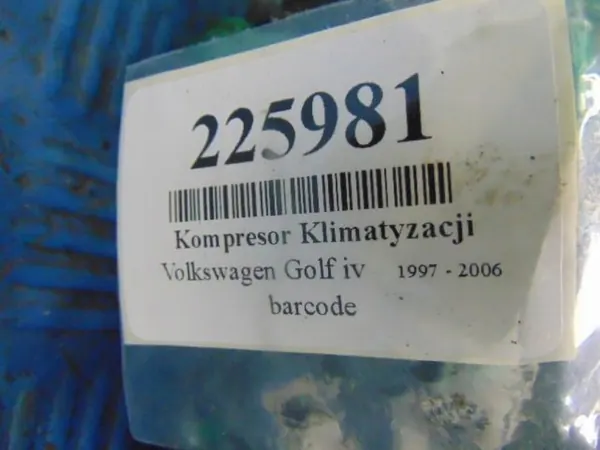 225981
Kompresor Klimatyzacji
Volkswagen Golf iv 1997 - 2006
barcode